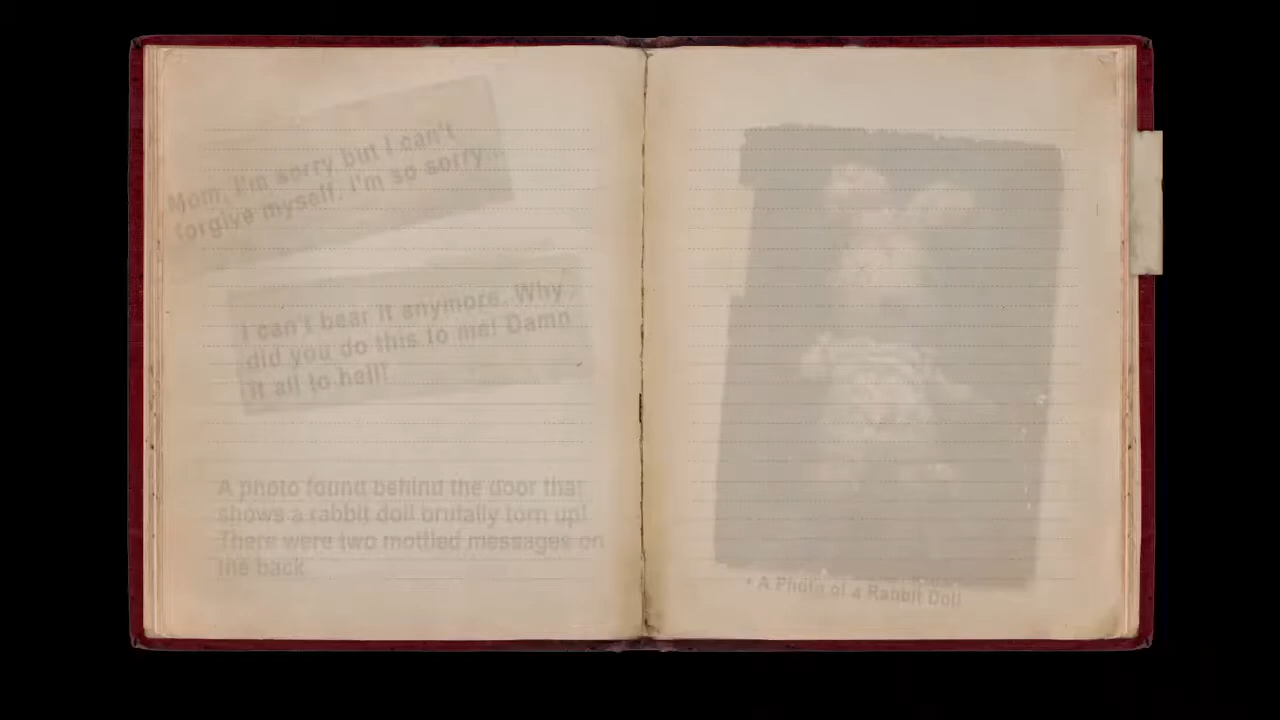 Mom, I'm sorry but I can't
forgive myself. I'm so sorry...
I can't bear it anymore. Why
did you do this to me! Damn
it all to hell!
A photo found behind the door that
shows a rabbit doll brutally torn up!
There were two mottled messages on
the back
• A Photo of a Rabbit Doll